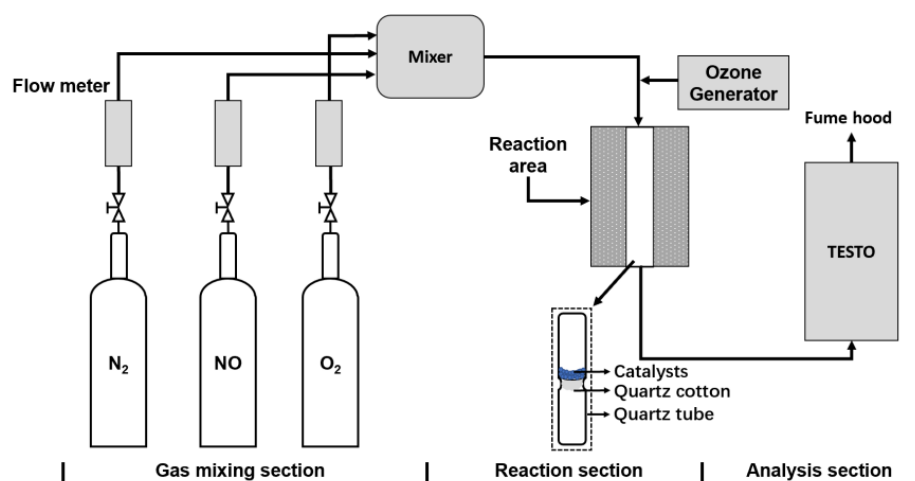 Flow meter
Mixer
Ozone
Generator
Fume hood
Reaction
area
TESTO
N₂
NO
O₂
Catalysts
Quartz cotton
Quartz tube
Gas mixing section
Reaction section
Analysis section